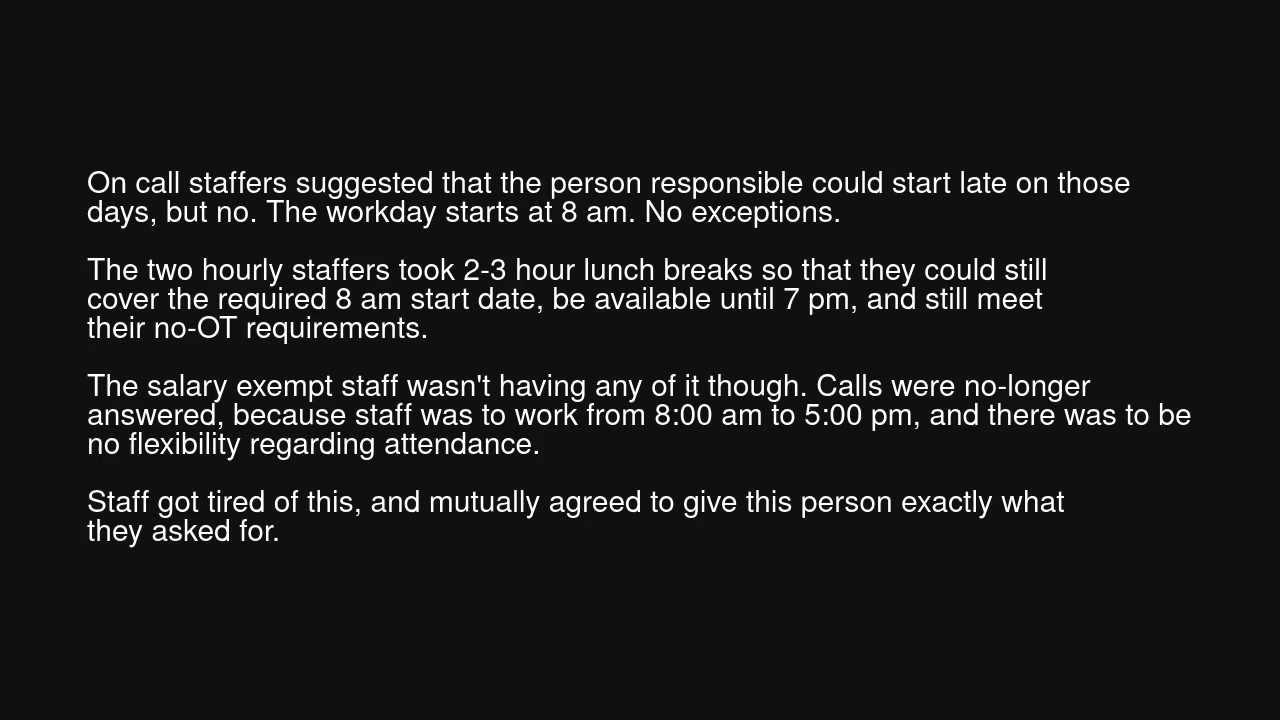 On call staffers suggested that the person responsible could start late on those
days, but no. The workday starts at 8 am. No exceptions.
The two hourly staffers took 2-3 hour lunch breaks so that they could still
cover the required 8 am start date, be available until 7 pm, and still meet
their no-OT requirements.
The salary exempt staff wasn't having any of it though. Calls were no-longer
answered, because staff was to work from 8:00 am to 5:00 pm, and there was to be
no flexibility regarding attendance.
Staff got tired of this, and mutually agreed to give this person exactly what
they asked for.